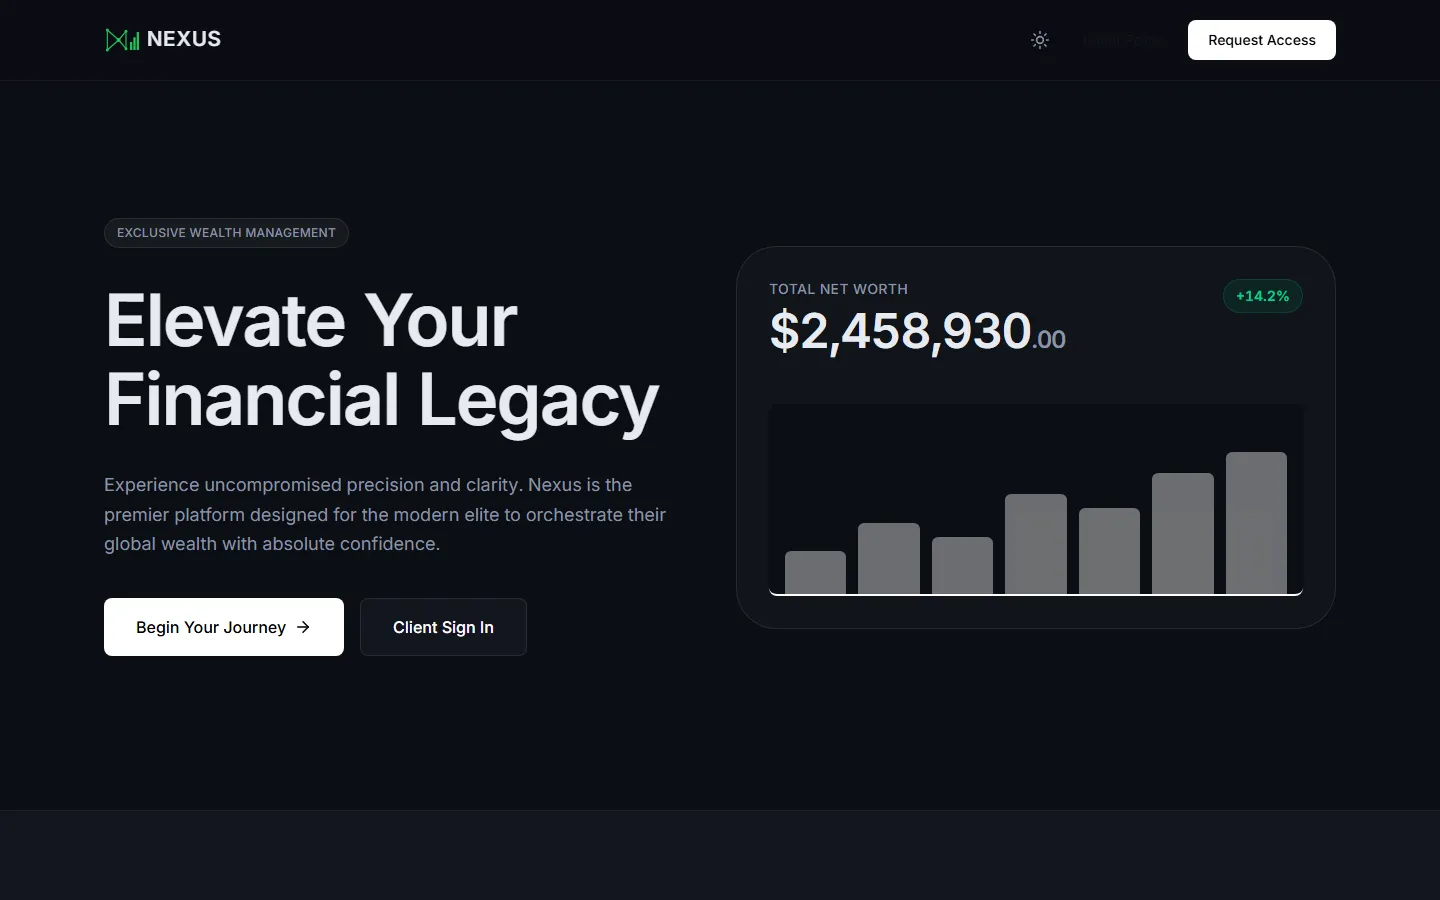 NEXUS
Request Access
EXCLUSIVE WEALTH MANAGEMENT
Elevate Your
Financial Legacy
Experience uncompromised precision and clarity. Nexus is the
premier platform designed for the modern elite to orchestrate their
global wealth with absolute confidence.
Begin Your Journey →
Client Sign In
TOTAL NET WORTH
+14.2%
$2,458,930.00